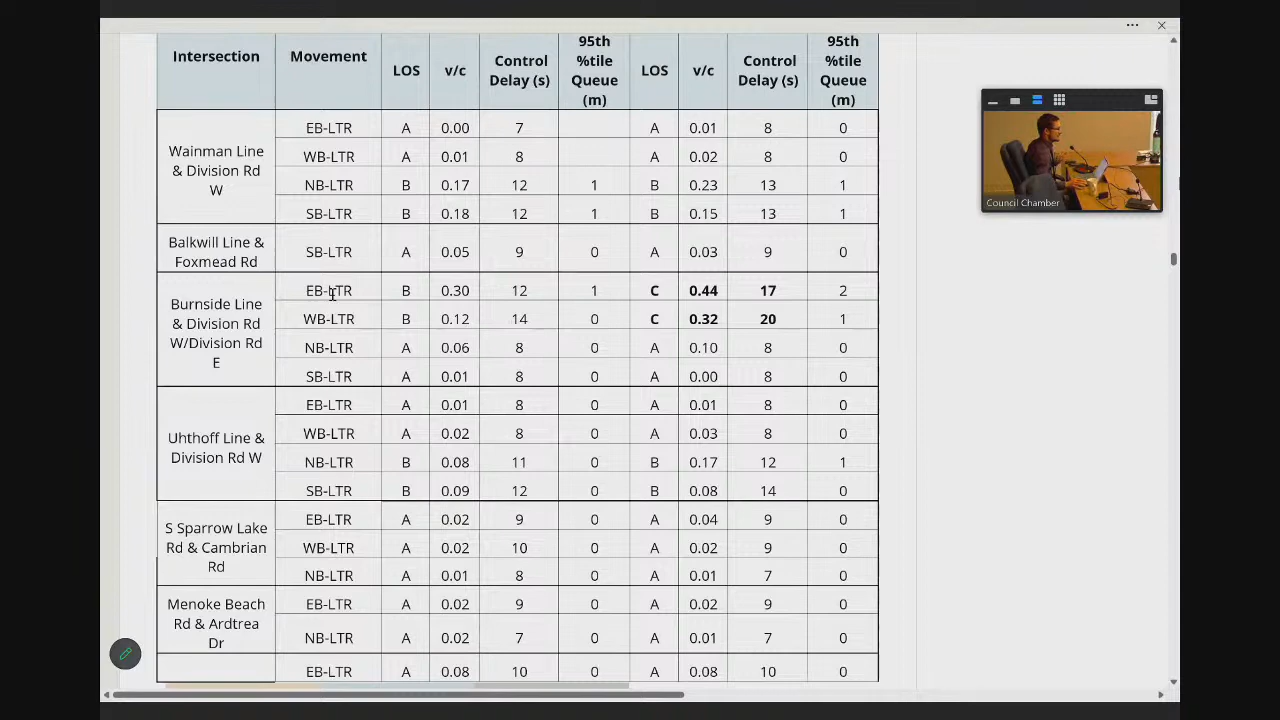 Intersection Movement LOS v/c Control Delay (s) 95th %tile Queue (m) LOS v/c Control Delay (s) 95th %tile Queue (m)
Wainman Line & Division Rd W
EB-LTR A 0.00 7 A 0.01 8 0
WB-LTR A 0.01 8 A 0.02 8 0
NB-LTR B 0.17 12 1 B 0.23 13 1
SB-LTR B 0.18 12 1 B 0.15 13 1
Balkwill Line & Foxmead Rd
SB-LTR A 0.05 9 0 A 0.03 9 0
Burnside Line & Division Rd W/Division Rd E
EB-LTR B 0.30 12 1 C 0.44 17 2
WB-LTR B 0.12 14 0 C 0.32 20 1
NB-LTR A 0.06 8 0 A 0.10 8 0
SB-LTR A 0.01 8 0 A 0.00 8 0
Uhthoff Line & Division Rd W
EB-LTR A 0.01 8 0 A 0.01 8 0
WB-LTR A 0.02 8 0 A 0.03 8 0
NB-LTR B 0.08 11 0 B 0.17 12 1
SB-LTR B 0.09 12 0 B 0.08 14 0
S Sparrow Lake Rd & Cambrian Rd
EB-LTR A 0.02 9 0 A 0.04 9 0
WB-LTR A 0.02 10 0 A 0.02 9 0
NB-LTR A 0.01 8 0 A 0.01 7 0
Menoke Beach Rd & Ardtrea Dr
EB-LTR A 0.02 9 0 A 0.02 9 0
NB-LTR A 0.02 7 0 A 0.01 7 0
EB-LTR A 0.08 10 0 A 0.08 10 0
Council Chamber